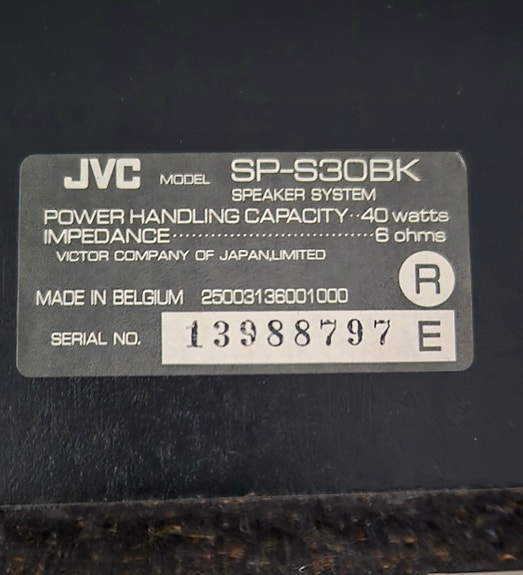 JVC MODEL SP-S30BK
SPEAKER SYSTEM
POWER HANDLING CAPACITY··40 watts
IMPEDANCE······························6 ohms
VICTOR COMPANY OF JAPAN,LIMITED
R
MADE IN BELGIUM 25003136001000
SERIAL NO. 13988797 E